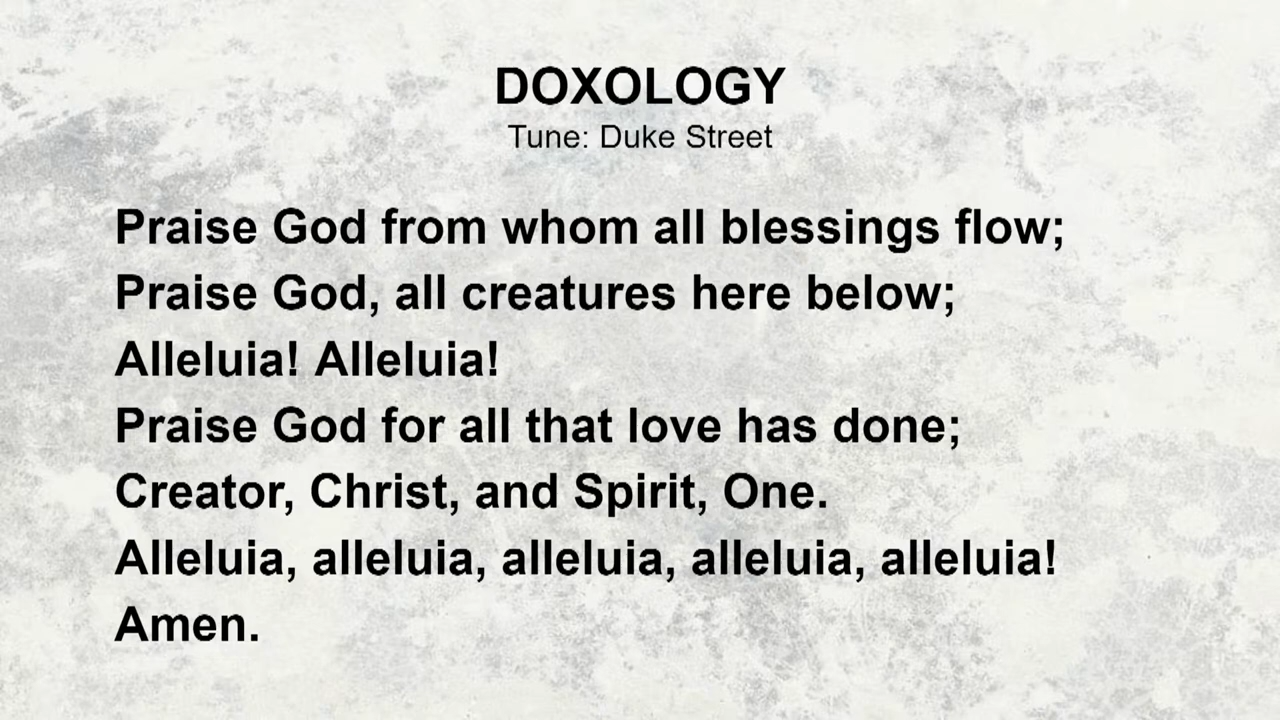 DOXOLOGY
Tune: Duke Street
Praise God from whom all blessings flow;
Praise God, all creatures here below;
Alleluia! Alleluia!
Praise God for all that love has done;
Creator, Christ, and Spirit, One.
Alleluia, alleluia, alleluia, alleluia, alleluia!
Amen.